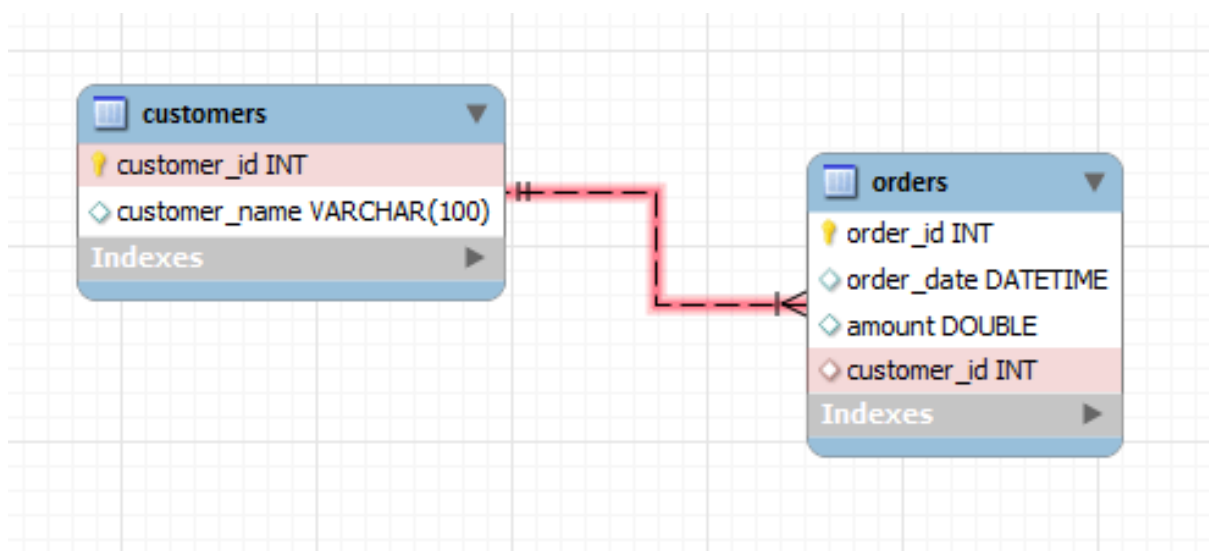 customers
customer_id INT
customer_name VARCHAR(100)
Indexes
orders
order_id INT
order_date DATETIME
amount DOUBLE
customer_id INT
Indexes